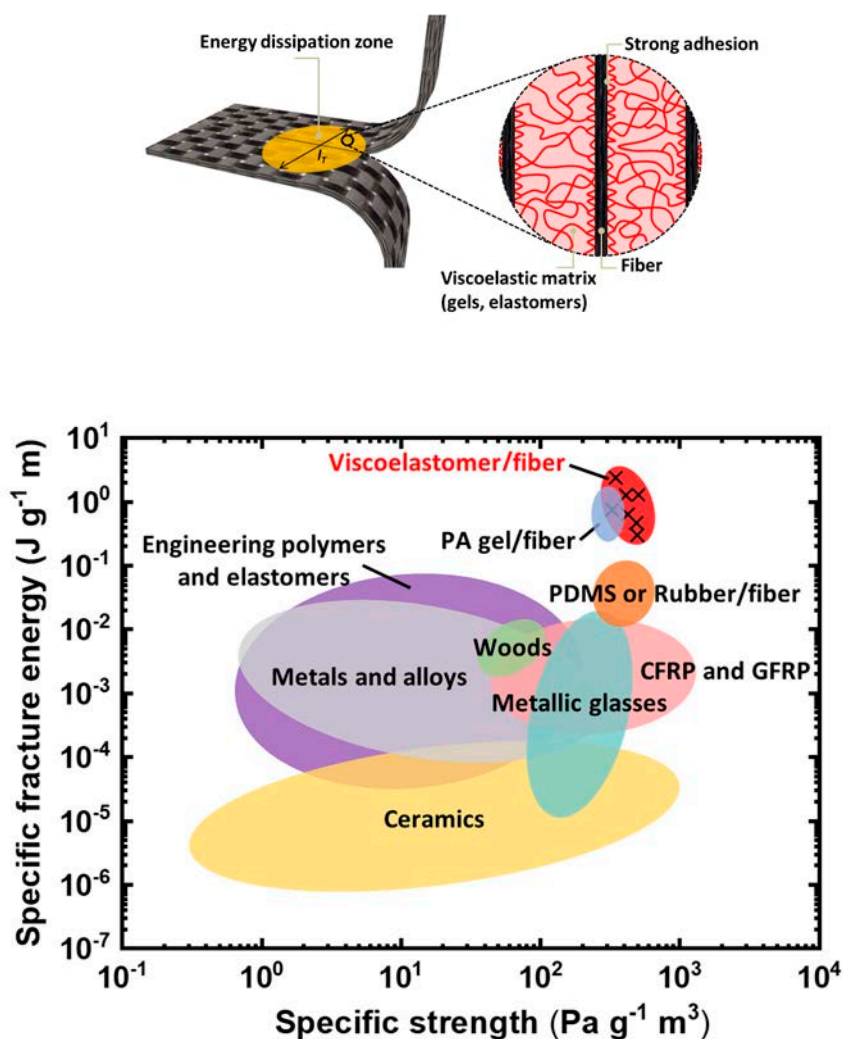 Energy dissipation zone
Strong adhesion
l_T
Viscoelastic matrix
(gels, elastomers)
Fiber
Specific fracture energy (J g⁻¹ m)
10¹
10⁰
10⁻¹
10⁻²
10⁻³
10⁻⁴
10⁻⁵
10⁻⁶
10⁻⁷
Viscoelastomer/fiber
Engineering polymers
and elastomers
PA gel/fiber
PDMS or Rubber/fiber
Woods
Metals and alloys
CFRP and GFRP
Metallic glasses
Ceramics
10⁻¹
10⁰
10¹
10²
10³
10⁴
Specific strength (Pa g⁻¹ m³)